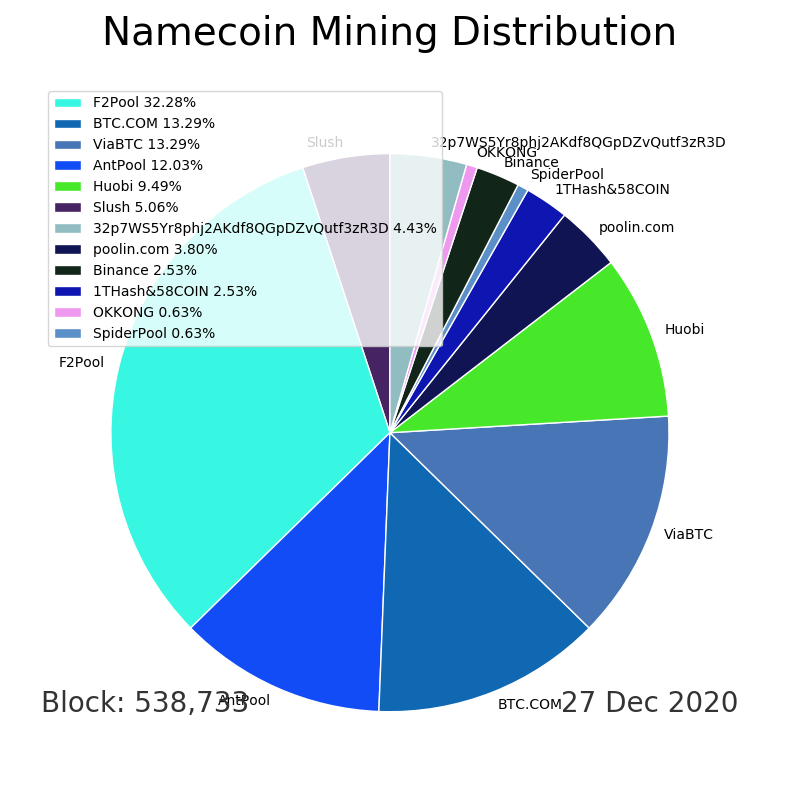 Namecoin Mining Distribution
F2Pool 32.28%
BTC.COM 13.29%
ViaBTC 13.29%
AntPool 12.03%
Huobi 9.49%
Slush 5.06%
32p7WS5Yr8phj2AKdf8QGpDZvQutf3zR3D 4.43%
poolin.com 3.80%
Binance 2.53%
1THash&58COIN 2.53%
OKKONG 0.63%
SpiderPool 0.63%
Slush
32p7WS5Yr8phj2AKdf8QGpDZvQutf3zR3D
OKKONG
Binance
SpiderPool
1THash&58COIN
poolin.com
Huobi
F2Pool
ViaBTC
AntPool
BTC.COM
Block: 538,733
27 Dec 2020